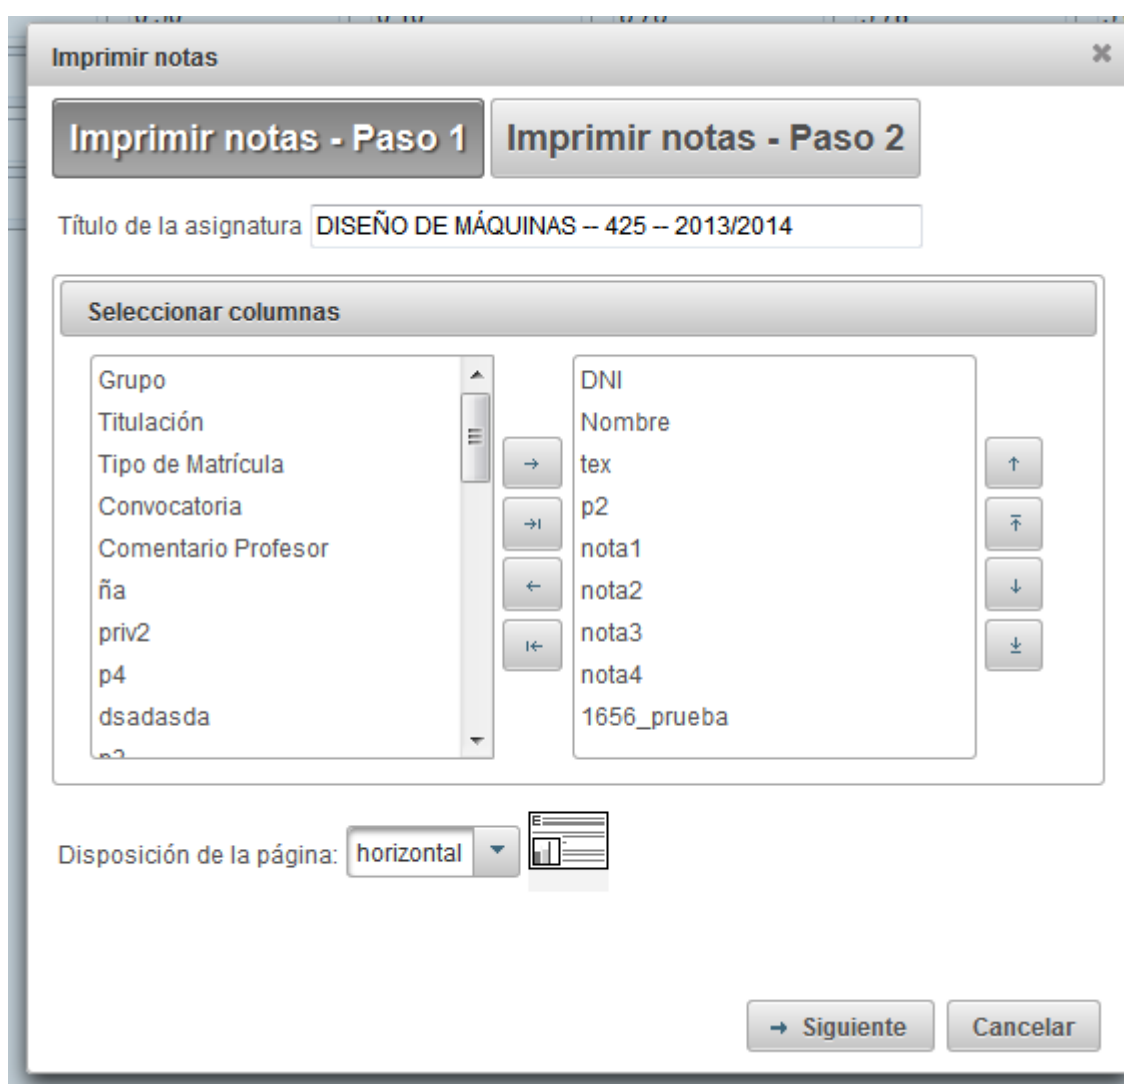 Imprimir notas
Imprimir notas - Paso 1
Imprimir notas - Paso 2
Título de la asignatura DISEÑO DE MÁQUINAS -- 425 -- 2013/2014
Seleccionar columnas
Grupo
Titulación
Tipo de Matrícula
Convocatoria
Comentario Profesor
ña
priv2
p4
dsadasda
DNI
Nombre
tex
p2
nota1
nota2
nota3
nota4
1656_prueba
Disposición de la página: horizontal
E
Siguiente
Cancelar